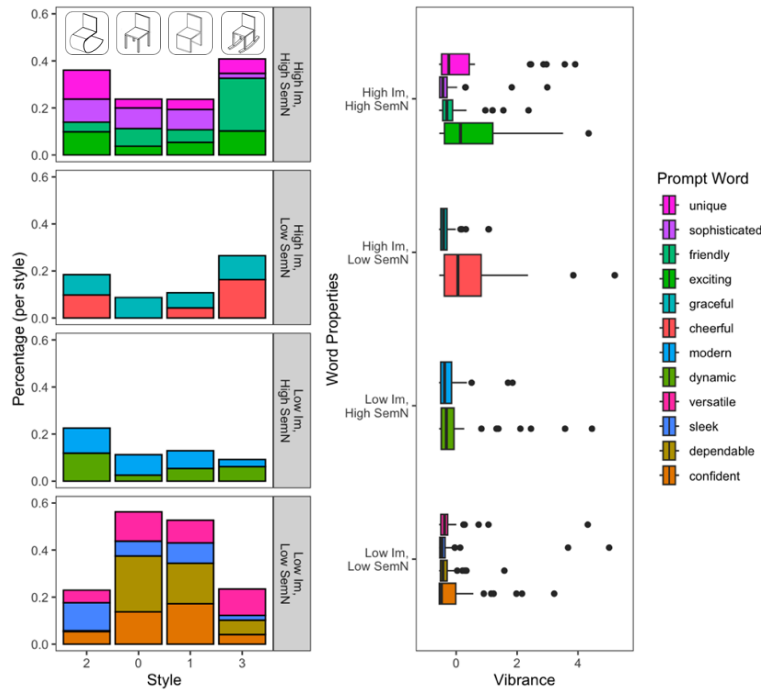 Percentage (per style)
0.6
0.4
0.2
0.0
High Im,
High SemN
0.6
0.4
0.2
0.0
High Im,
Low SemN
0.6
0.4
0.2
0.0
Low Im,
High SemN
0.6
0.4
0.2
0.0
Low Im,
Low SemN
2 0 1 3
Style
Word Properties
High Im,
High SemN
High Im,
Low SemN
Low Im,
High SemN
Low Im,
Low SemN
0 2 4
Vibrance
Prompt Word
unique
sophisticated
friendly
exciting
graceful
cheerful
modern
dynamic
versatile
sleek
dependable
confident